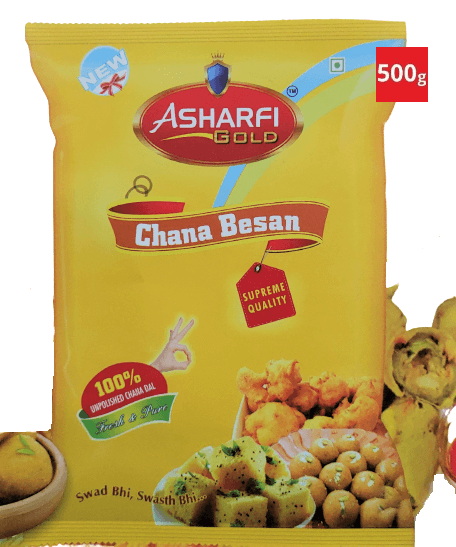 NEW
500g
TM
ASHARFI
GOLD
Chana Besan
SUPREME
QUALITY
100%
UNPOLISHED CHANA DAL
Fresh & Pure
Swad Bhi, Swasth Bhi...